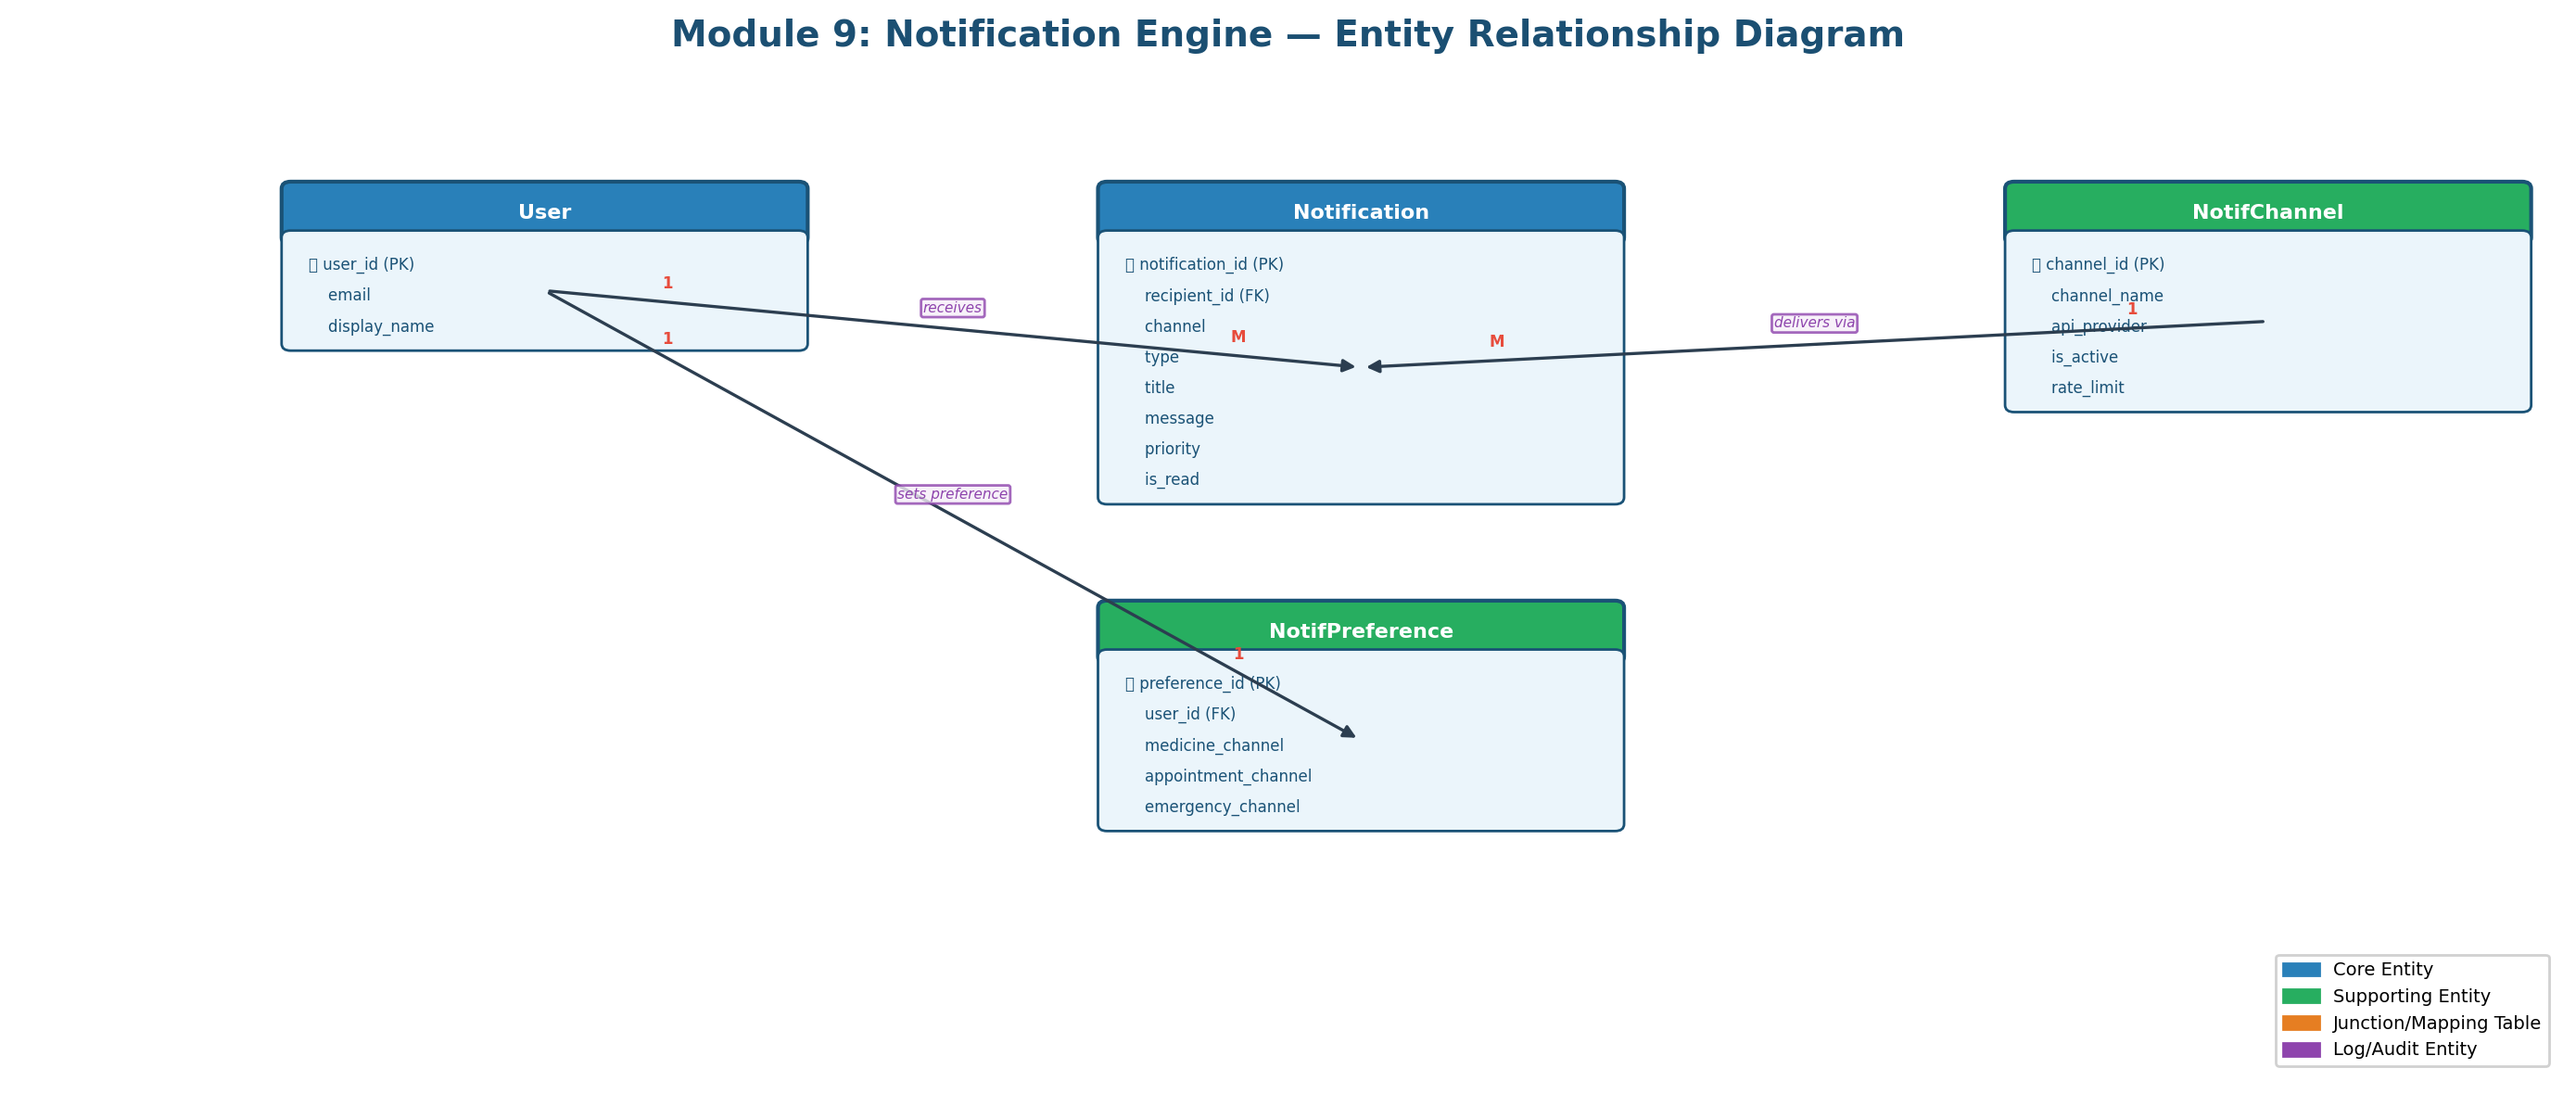 Module 9: Notification Engine — Entity Relationship Diagram
User
user_id (PK)
email
display_name
1
1
receives
sets preference
Notification
notification_id (PK)
recipient_id (FK)
channel
type
title
message
priority
is_read
M
M
delivers via
NotifChannel
channel_id (PK)
channel_name
api_provider
is_active
rate_limit
1
NotifPreference
1
preference_id (PK)
user_id (FK)
medicine_channel
appointment_channel
emergency_channel
Core Entity
Supporting Entity
Junction/Mapping Table
Log/Audit Entity